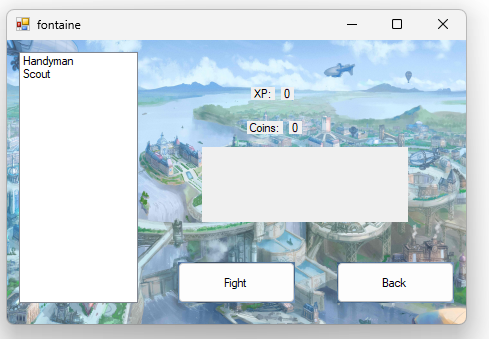 fontaine
Handyman
Scout
XP: 0
Coins: 0
Fight
Back